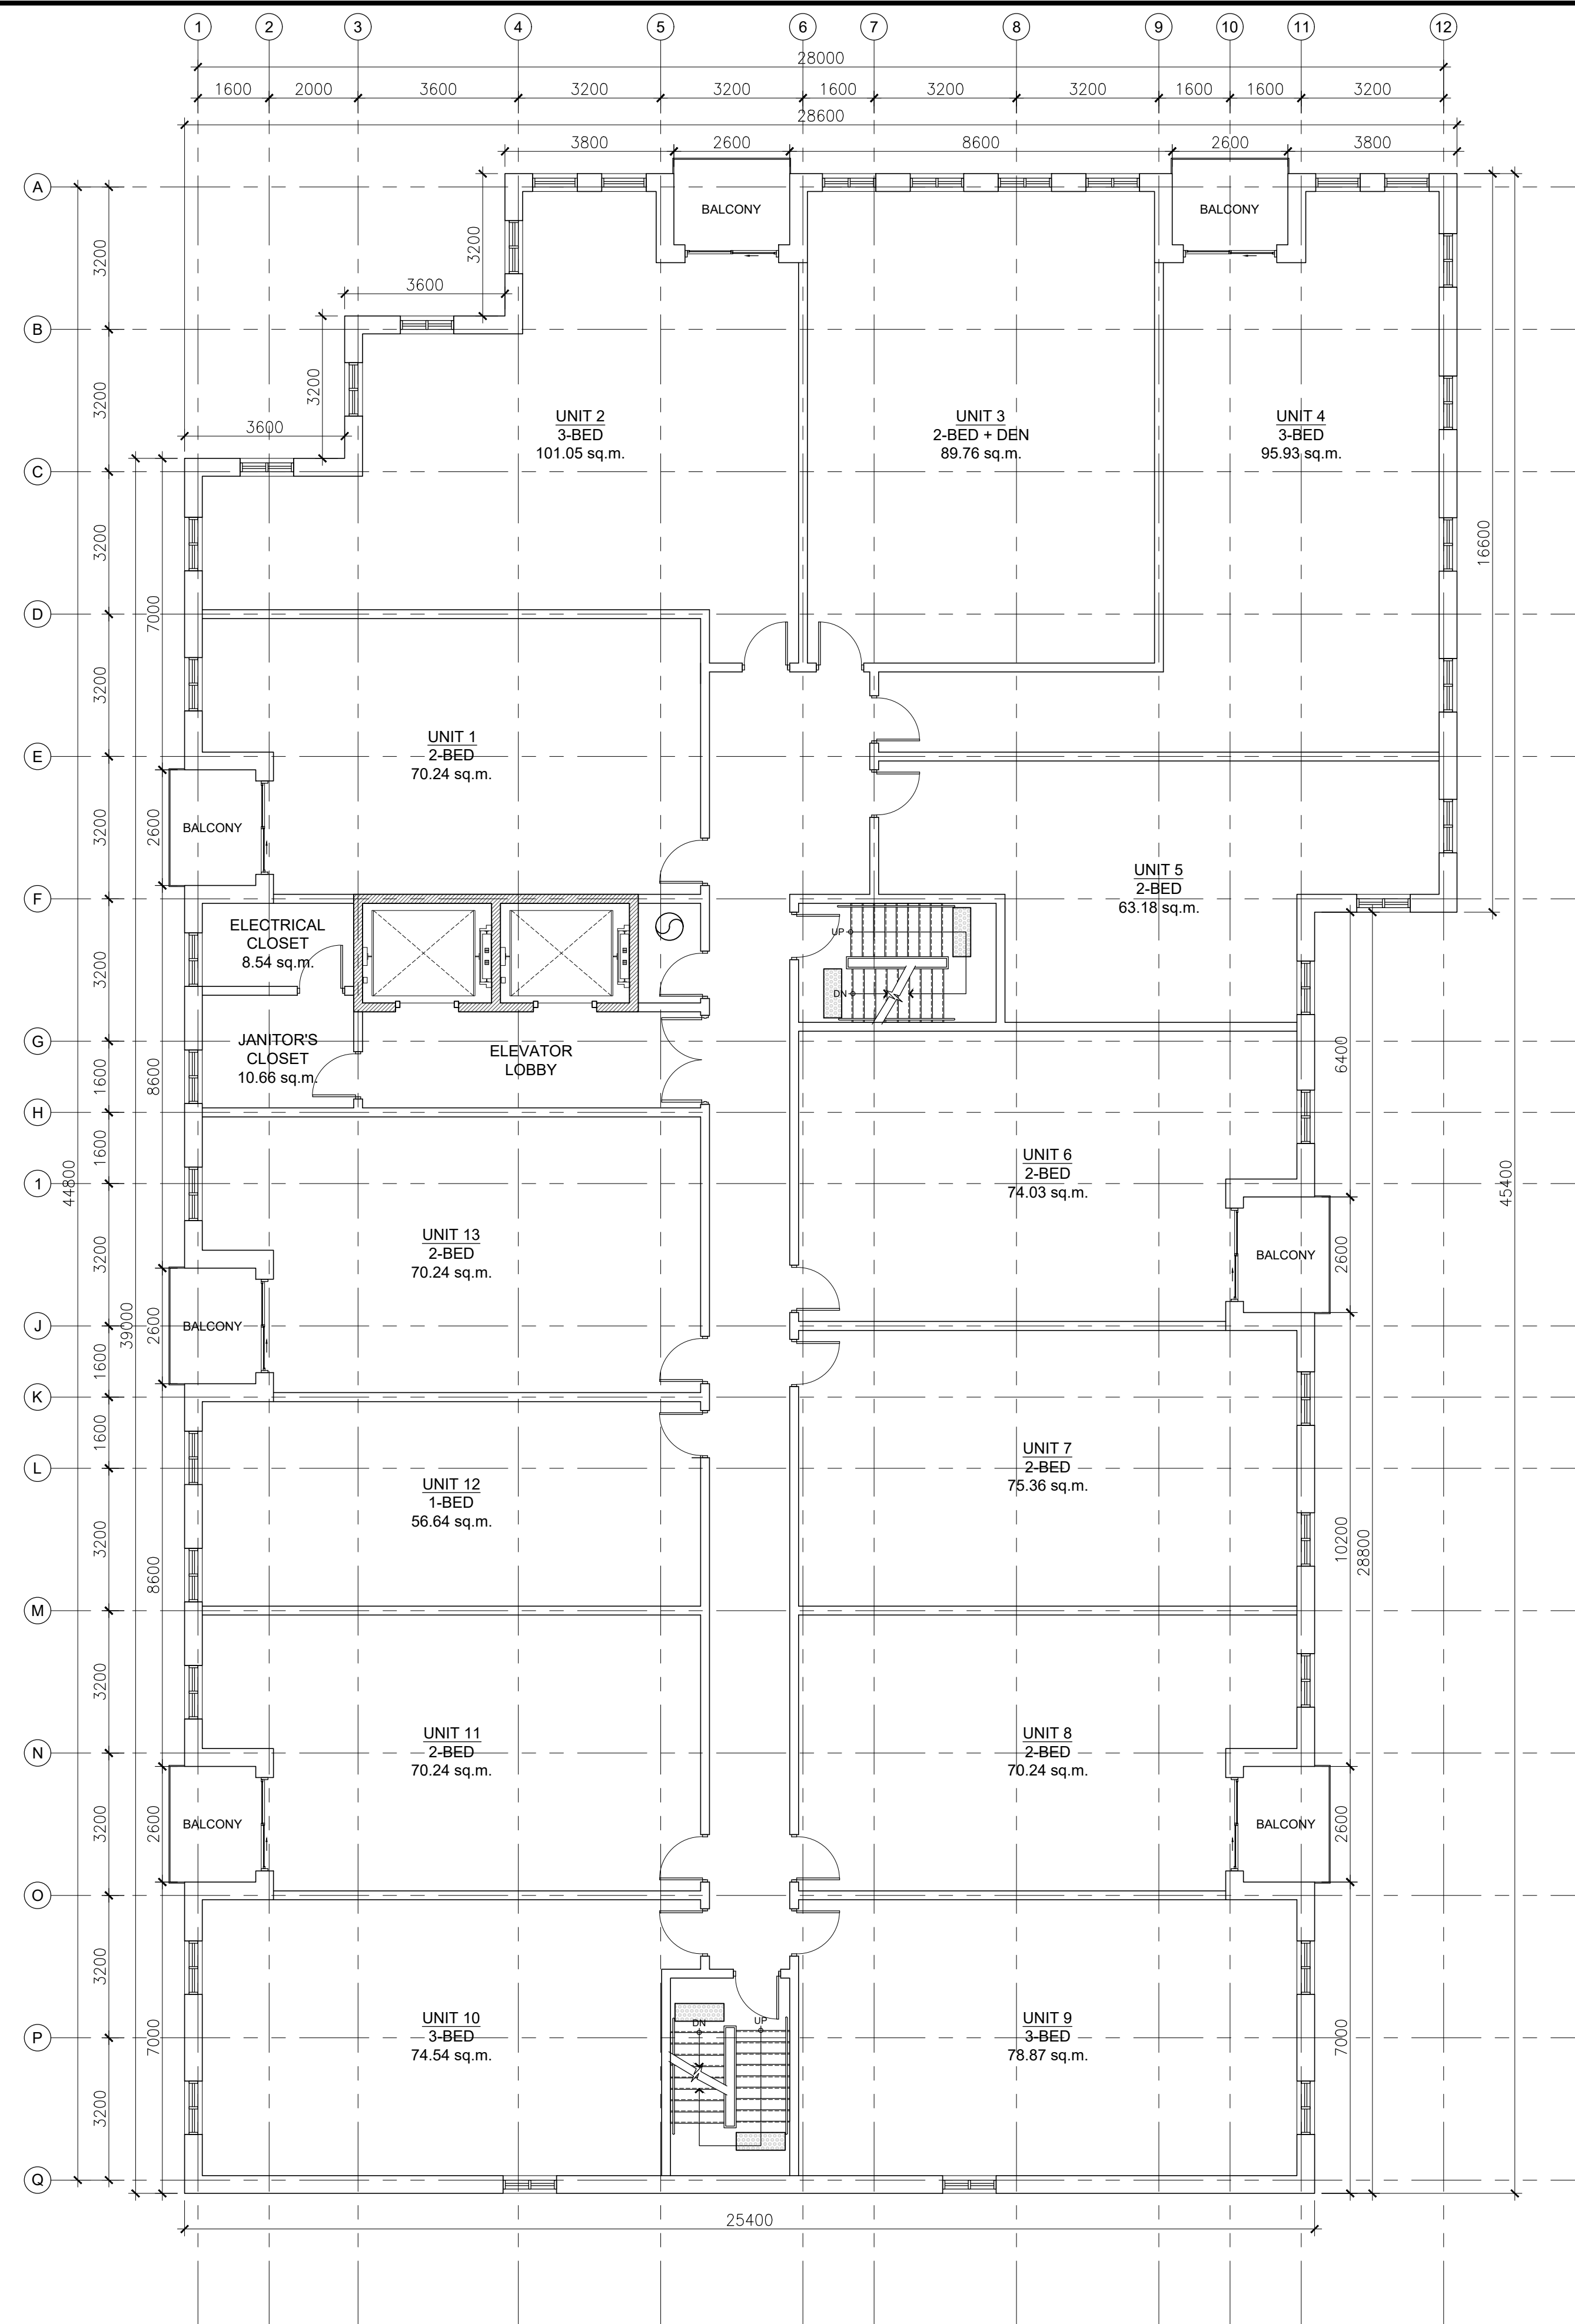 1 2 3 4 5 6 7 8 9 10 11 12
28000
1600 2000 3600 3200 3200 1600 3200 3200 1600 1600 3200
28600
3800 2600 8600 2600 3800
A
BALCONY BALCONY
3200
3200
3600
B
3200
3200
3600
UNIT 2
3-BED
101.05 sq.m.
UNIT 3
2-BED + DEN
89.76 sq.m.
UNIT 4
3-BED
95.93 sq.m.
C
3200
16600
D
7000
3200
UNIT 1
2-BED
70.24 sq.m.
E
3200
2600
BALCONY
UNIT 5
2-BED
63.18 sq.m.
F
3200
ELECTRICAL
CLOSET
8.54 sq.m.
UP
DN
G
JANITOR'S
CLOSET
10.66 sq.m.
ELEVATOR
LOBBY
1600
8600
6400
H
1600
44800
1
UNIT 6
2-BED
74.03 sq.m.
45400
UNIT 13
2-BED
70.24 sq.m.
3200
BALCONY
2600
J
39000
2600
BALCONY
1600
K
1600
L
UNIT 7
2-BED
75.36 sq.m.
UNIT 12
1-BED
56.64 sq.m.
3200
8600
10200
28800
M
3200
UNIT 11
2-BED
70.24 sq.m.
UNIT 8
2-BED
70.24 sq.m.
N
3200
2600
BALCONY
BALCONY
2600
O
3200
UNIT 10
3-BED
74.54 sq.m.
DN
UP
UNIT 9
3-BED
78.87 sq.m.
P
7000
7000
3200
Q
25400